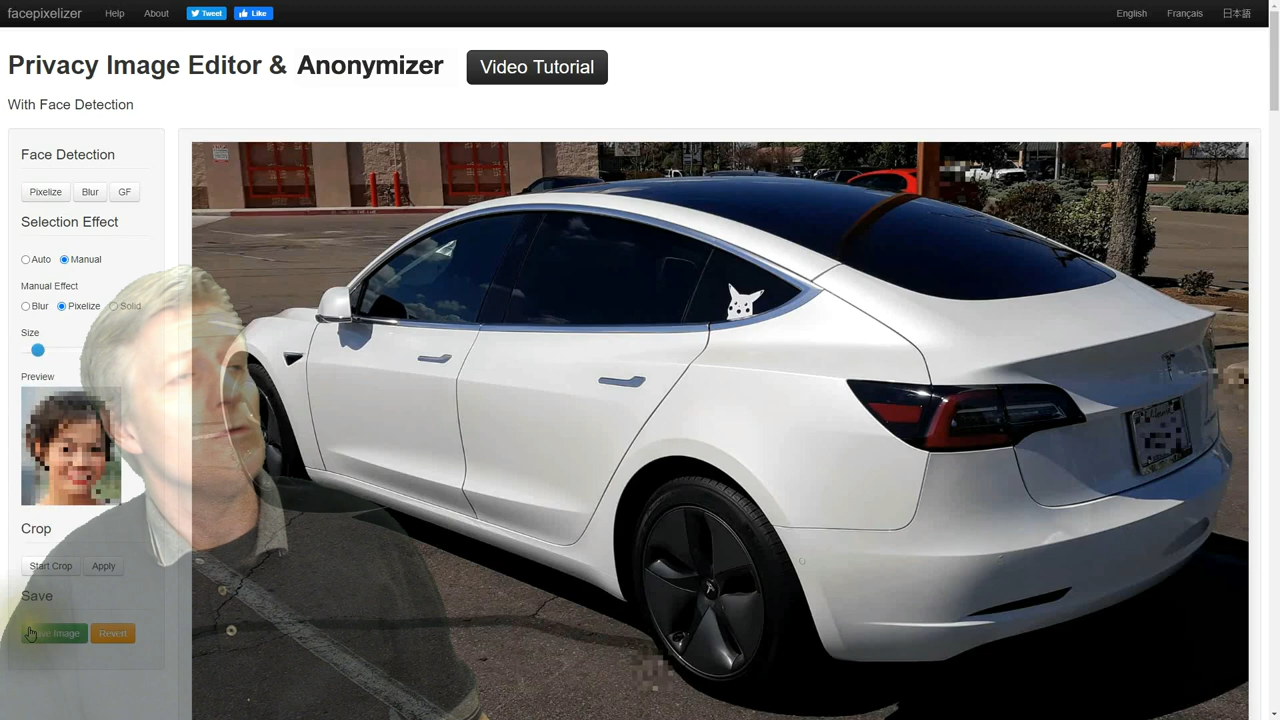 facepixelizer Help About Tweet Like English Français 日本語
Privacy Image Editor & Anonymizer Video Tutorial
With Face Detection
Face Detection
Pixelize Blur GF
Selection Effect
Auto Manual
Manual Effect
Blur Pixelize Solid
Size
Preview
Crop
Start Crop Apply
Save
Save Image Revert